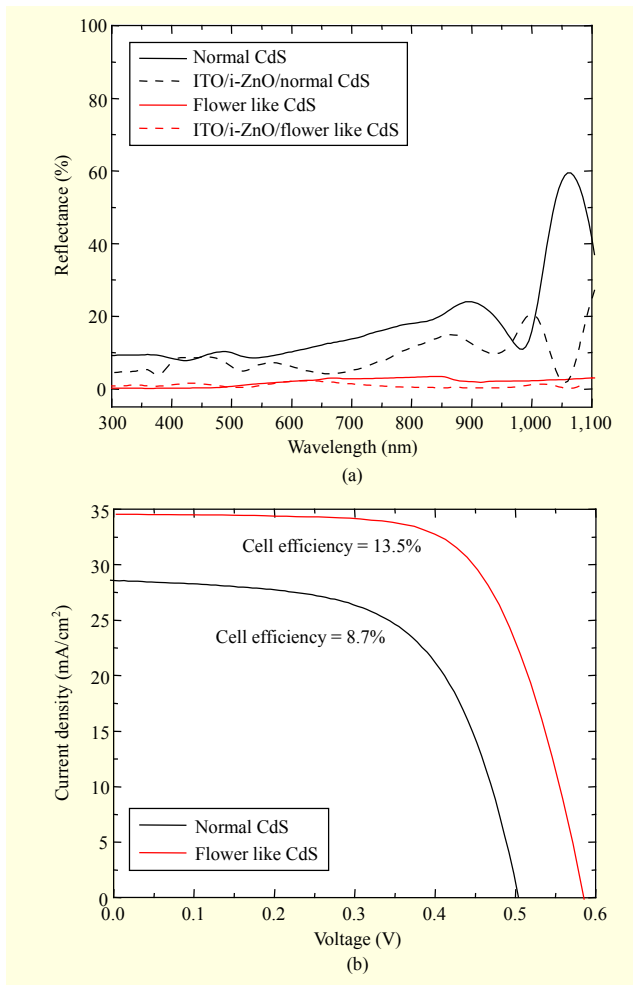 100
80
60
40
20
0
Reflectance (%)
Normal CdS
ITO/i-ZnO/normal CdS
Flower like CdS
ITO/i-ZnO/flower like CdS
300 400 500 600 700 800 900 1,000 1,100
Wavelength (nm)
(a)
35
30
25
20
15
10
5
0
Current density (mA/cm²)
Cell efficiency = 13.5%
Cell efficiency = 8.7%
Normal CdS
Flower like CdS
0.0 0.1 0.2 0.3 0.4 0.5 0.6
Voltage (V)
(b)